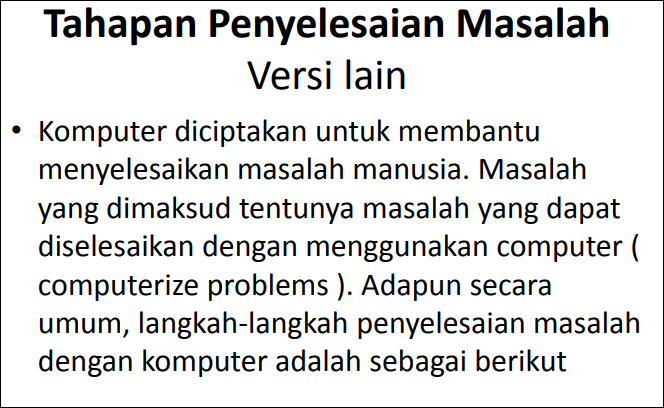 Tahapan Penyelesaian Masalah
Versi lain
• Komputer diciptakan untuk membantu
menyelesaikan masalah manusia. Masalah
yang dimaksud tentunya masalah yang dapat
diselesaikan dengan menggunakan computer (
computerize problems ). Adapun secara
umum, langkah-langkah penyelesaian masalah
dengan komputer adalah sebagai berikut